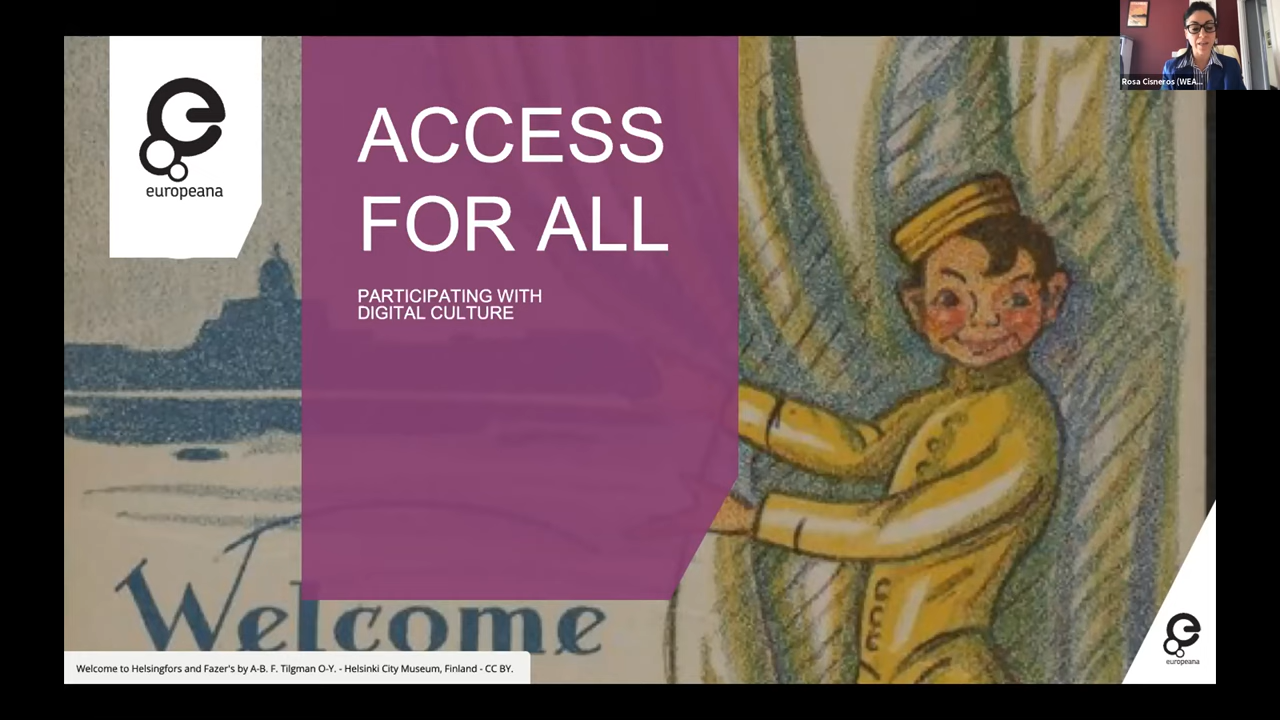 europeana
ACCESS
FOR ALL
PARTICIPATING WITH
DIGITAL CULTURE
Rosa Cisneros (WEA...
Welcome
Welcome to Helsingfors and Fazer's by A-B. F. Tilgman O-Y. - Helsinki City Museum, Finland - CC BY.
europeana